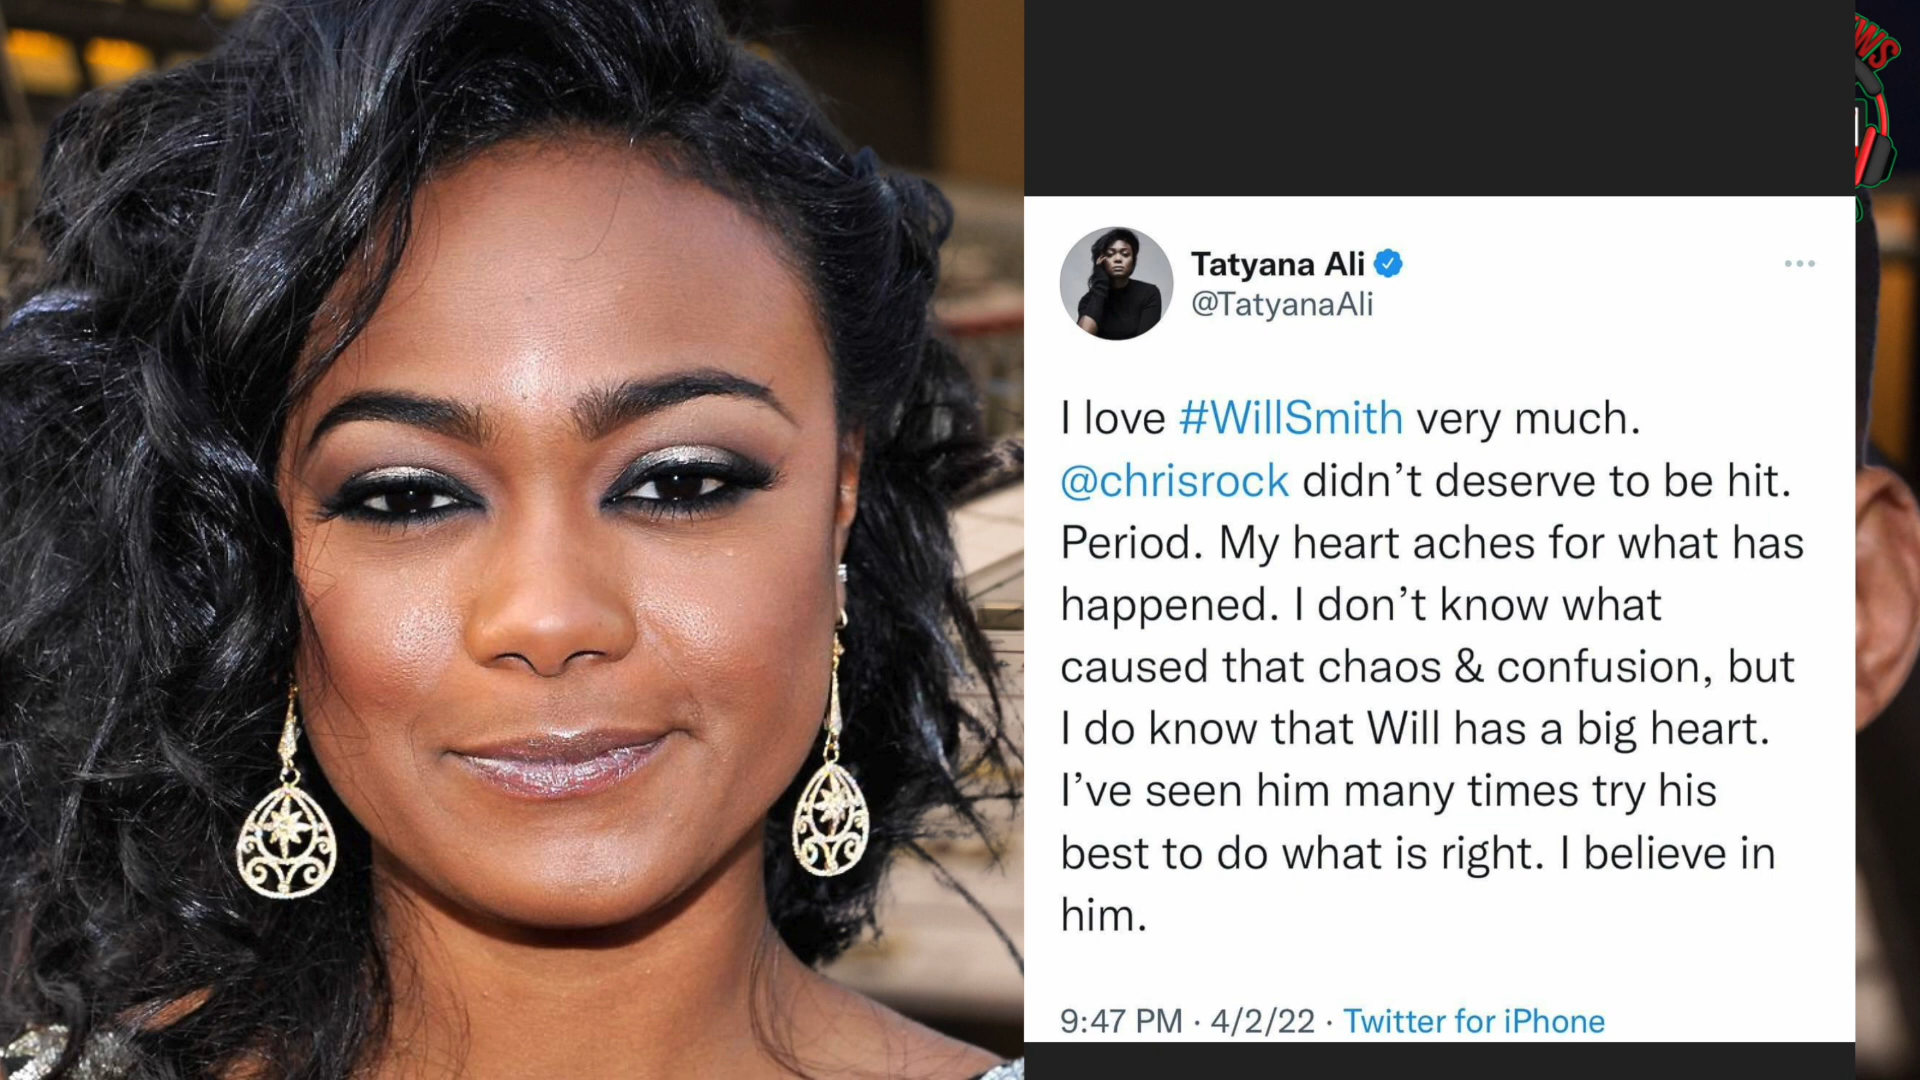 WS
Tatyana Ali
@TatyanaAli
I love #WillSmith very much.
@chrisrock didn’t deserve to be hit.
Period. My heart aches for what has
happened. I don’t know what
caused that chaos & confusion, but
I do know that Will has a big heart.
I’ve seen him many times try his
best to do what is right. I believe in
him.
9:47 PM · 4/2/22 · Twitter for iPhone